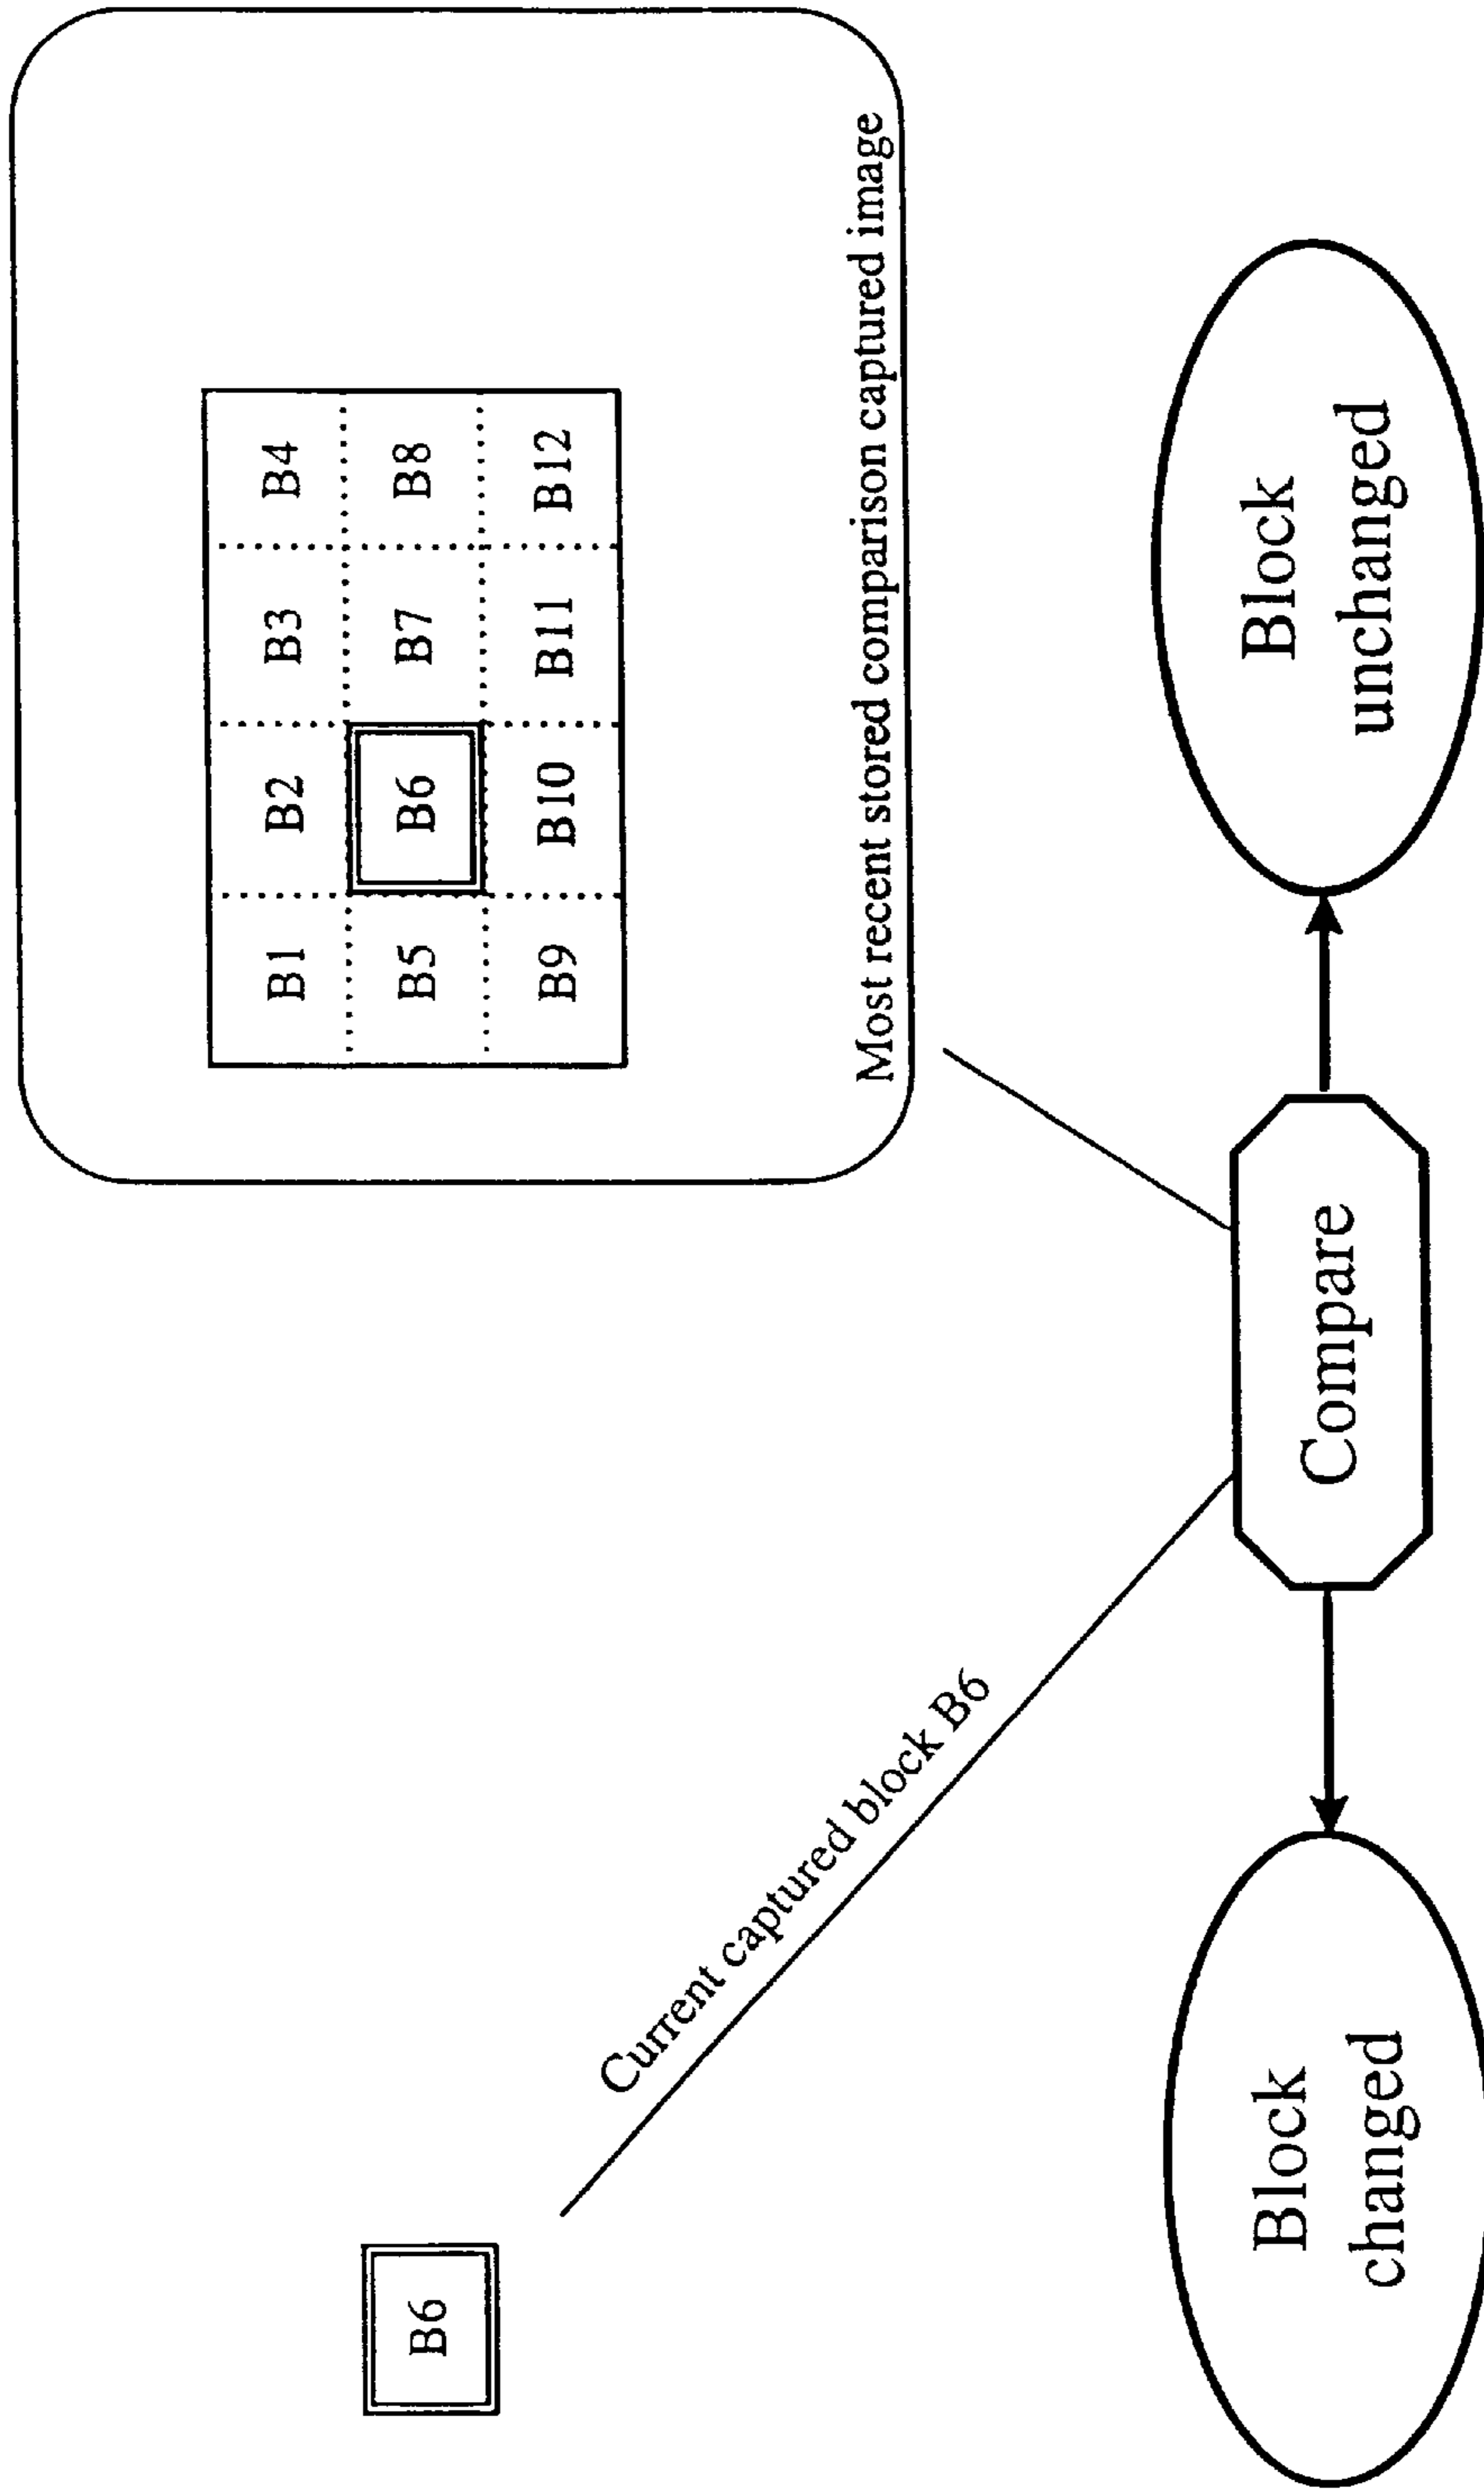 B1 B2 B3 B4
B6
B5 B6 B7 B8
B9 B10 B11 B12
Current captured block B6
Most recent stored comparison captured image
Block
changed
Compare
Block
unchanged